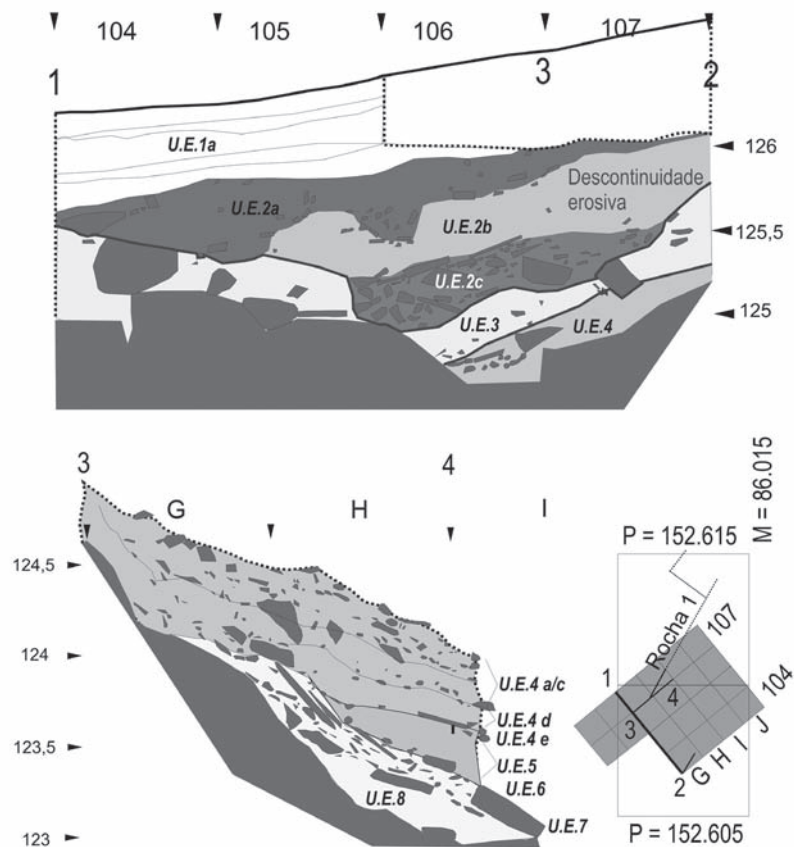 104 105 106 107
1 3 2
U.E.1a
126
U.E.2a
Descontinuidade
erosiva
U.E.2b
125,5
U.E.2c
U.E.3
U.E.4
125
3 4
G H I
124,5
124
123,5
123
U.E.4 a/c
U.E.4 d
U.E.4 e
U.E.5
U.E.6
U.E.8
U.E.7
M = 86.015
P = 152.615
Rocha 1
107
1
4
104
3
2
G H I J
P = 152.605